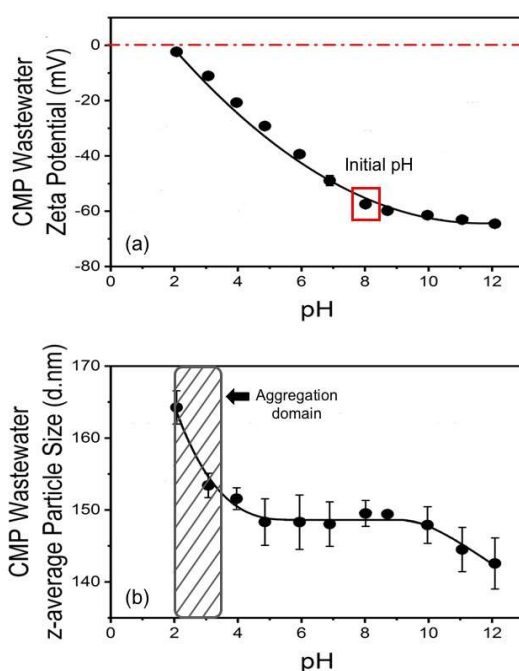 CMP Wastewater
Zeta Potential (mV)
0
-20
-40
-60
-80
Initial pH
(a)
0 2 4 6 8 10 12
pH
CMP Wastewater
z-average Particle Size (d.nm)
170
160
150
140
Aggregation
domain
(b)
0 2 4 6 8 10 12
pH